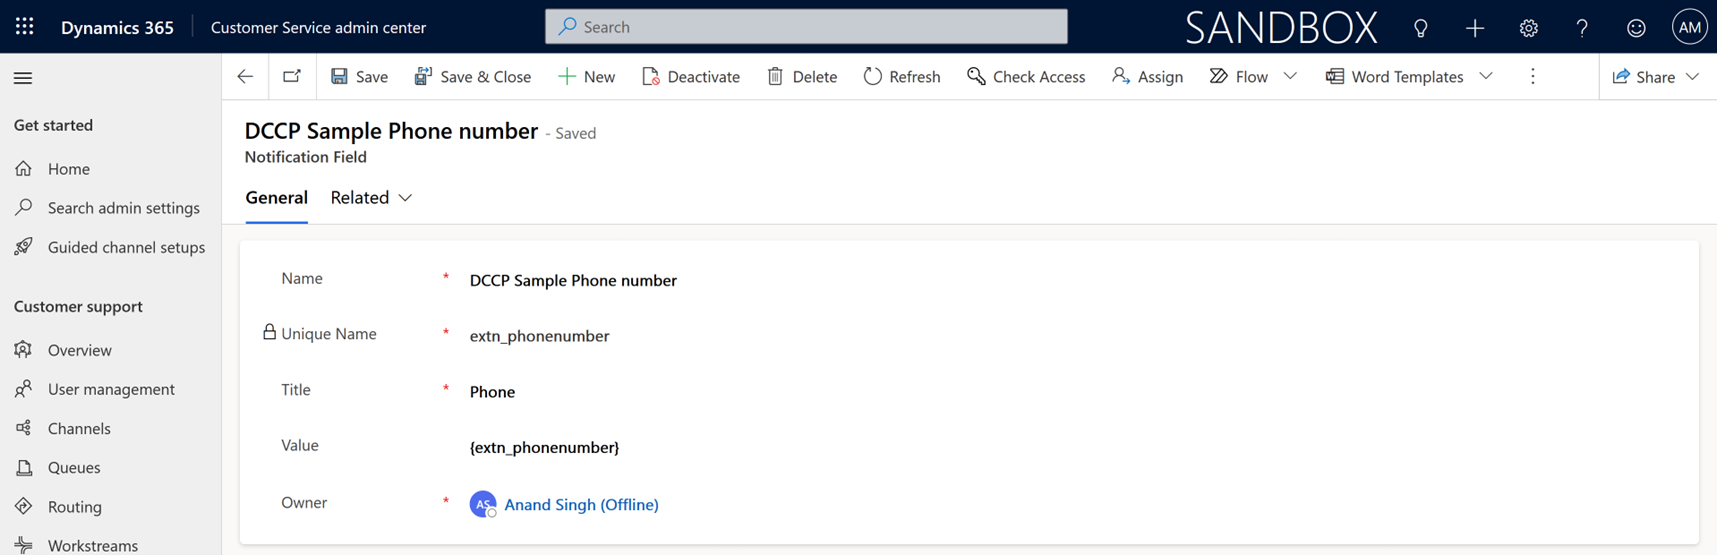 Dynamics 365 Customer Service admin center Search SANDBOX AM
Save Save & Close New Deactivate Delete Refresh Check Access Assign Flow Word Templates Share
Get started
Home
Search admin settings
Guided channel setups
Customer support
Overview
User management
Channels
Queues
Routing
Workstreams
DCCP Sample Phone number - Saved
Notification Field
General Related
Name * DCCP Sample Phone number
Unique Name * extn_phonenumber
Title * Phone
Value {extn_phonenumber}
Owner * AS Anand Singh (Offline)